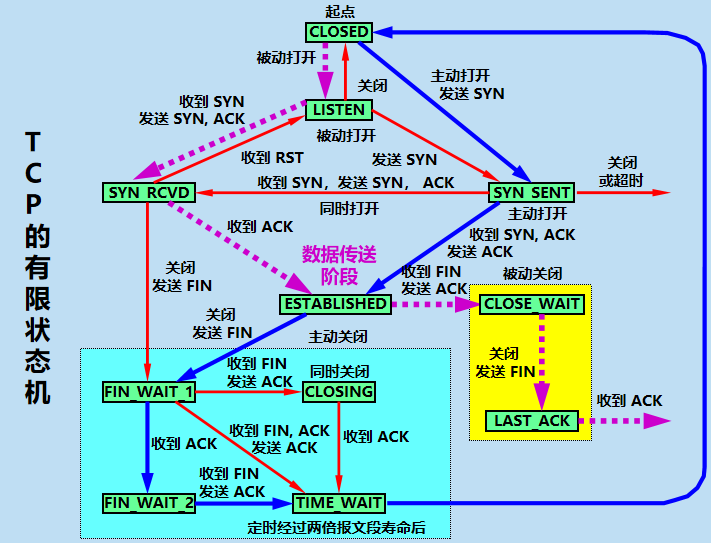 TCP的有限状态机
起点
CLOSED
被动打开
关闭
主动打开
发送 SYN
收到 SYN
发送 SYN, ACK
LISTEN
被动打开
收到 RST
发送 SYN
关闭
或超时
SYN_RCVD
收到 SYN，发送 SYN， ACK
SYN_SENT
同时打开
主动打开
收到 ACK
收到 SYN, ACK
发送 ACK
数据传送
阶段
关闭
发送 FIN
收到 FIN
发送 ACK
被动关闭
ESTABLISHED
CLOSE_WAIT
关闭
发送 FIN
主动关闭
关闭
发送 FIN
收到 FIN
发送 ACK
同时关闭
FIN_WAIT_1
CLOSING
LAST_ACK
收到 ACK
收到 ACK
收到 FIN, ACK
发送 ACK
收到 ACK
收到 FIN
发送 ACK
FIN_WAIT_2
TIME_WAIT
定时经过两倍报文段寿命后